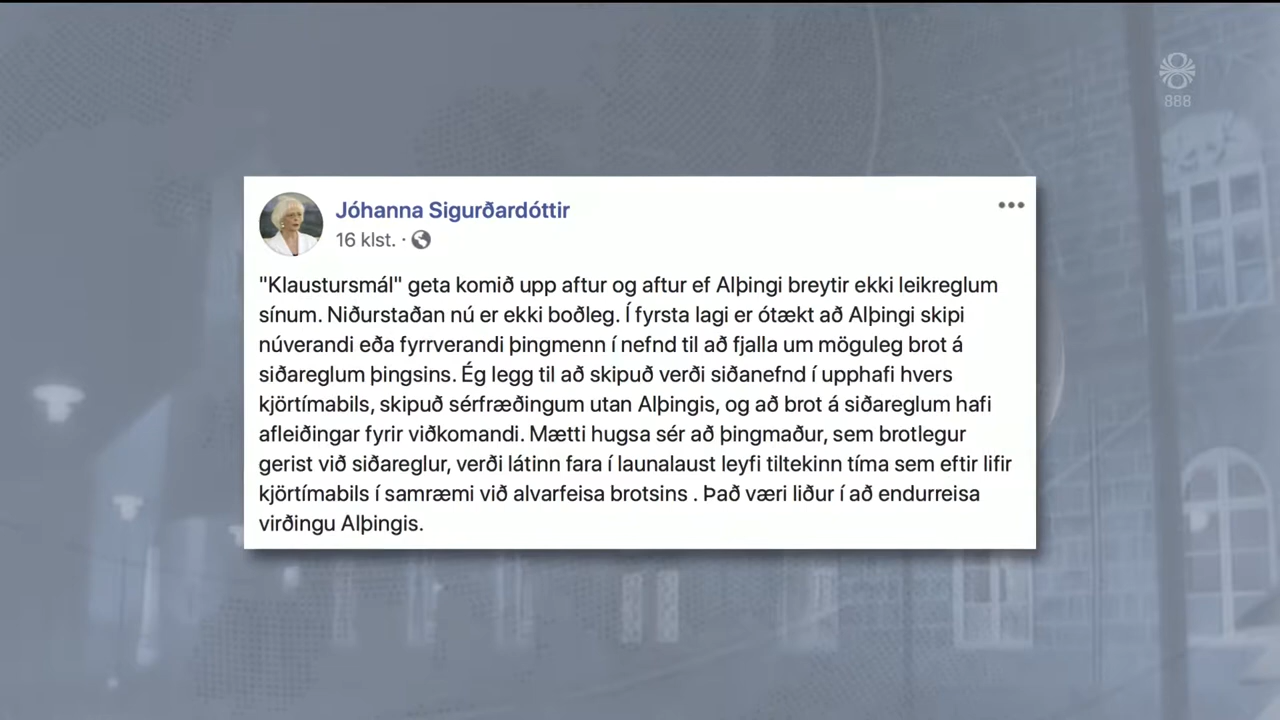 888
Jóhanna Sigurðardóttir
16 klst. ·
"Klaustursmál" geta komið upp aftur og aftur ef Alþingi breytir ekki leikreglum
sínum. Niðurstaðan nú er ekki boðleg. Í fyrsta lagi er ótækt að Alþingi skipi
núverandi eða fyrrverandi þingmenn í nefnd til að fjalla um möguleg brot á
siðareglum þingsins. Ég legg til að skipuð verði siðanefnd í upphafi hvers
kjörtímabils, skipuð sérfræðingum utan Alþingis, og að brot á siðareglum hafi
afleiðingar fyrir viðkomandi. Mætti hugsa sér að þingmaður, sem brotlegur
gerist við siðareglur, verði látinn fara í launalaust leyfi tiltekinn tíma sem eftir lifir
kjörtímabils í samræmi við alvarfeisa brotsins . Það væri liður í að endurreisa
virðingu Alþingis.